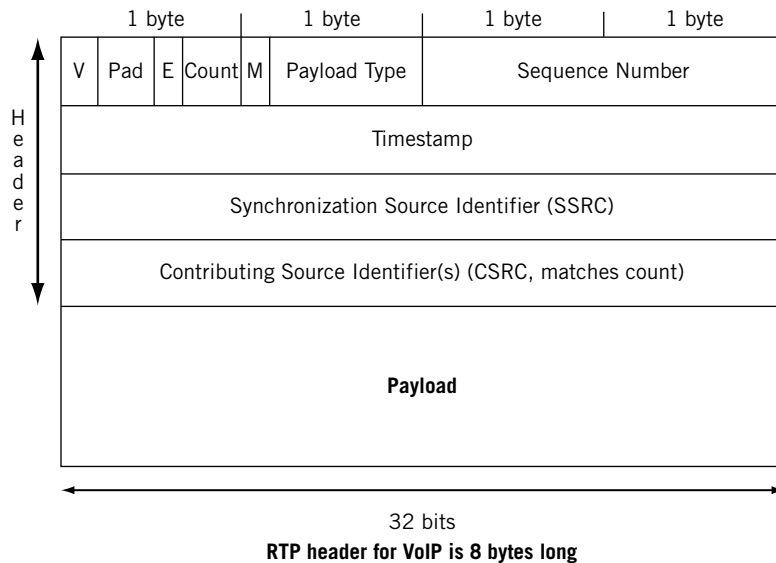 1 byte 1 byte 1 byte 1 byte
V Pad E Count M Payload Type Sequence Number
Header
Timestamp
Synchronization Source Identifier (SSRC)
Contributing Source Identifier(s) (CSRC, matches count)
Payload
32 bits
RTP header for VoIP is 8 bytes long